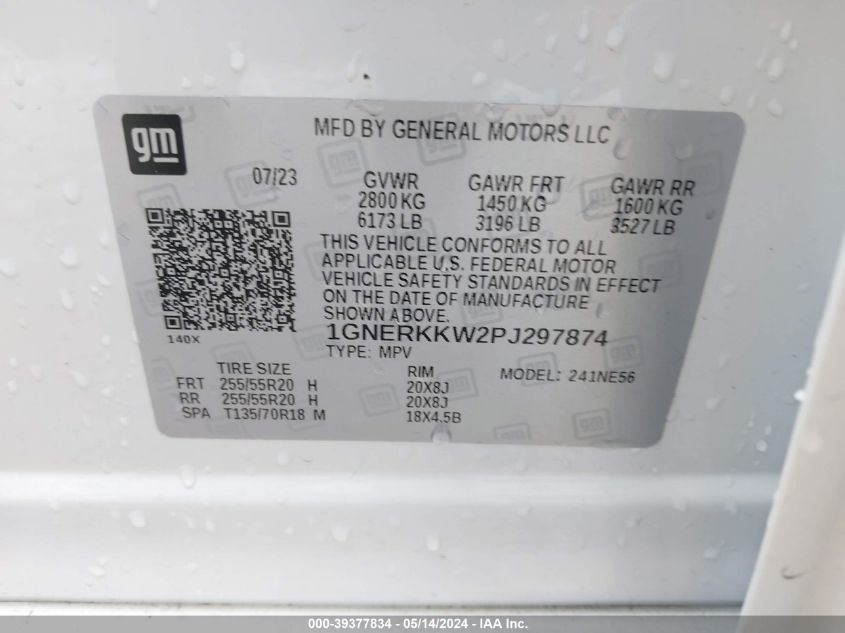 gm
MFD BY GENERAL MOTORS LLC
07/23 GVWR GAWR FRT GAWR RR
2800 KG 1450 KG 1600 KG
6173 LB 3196 LB 3527 LB
THIS VEHICLE CONFORMS TO ALL
APPLICABLE U.S. FEDERAL MOTOR
VEHICLE SAFETY STANDARDS IN EFFECT
ON THE DATE OF MANUFACTURE
SHOWN ABOVE.
140X
1GNERKKW2PJ297874
TYPE: MPV
TIRE SIZE RIM MODEL: 241NE56
FRT 255/55R20 H 20X8J
RR 255/55R20 H 20X8J
SPA T135/70R18 M 18X4.5B
000-39377834 - 05/14/2024 - IAA Inc.